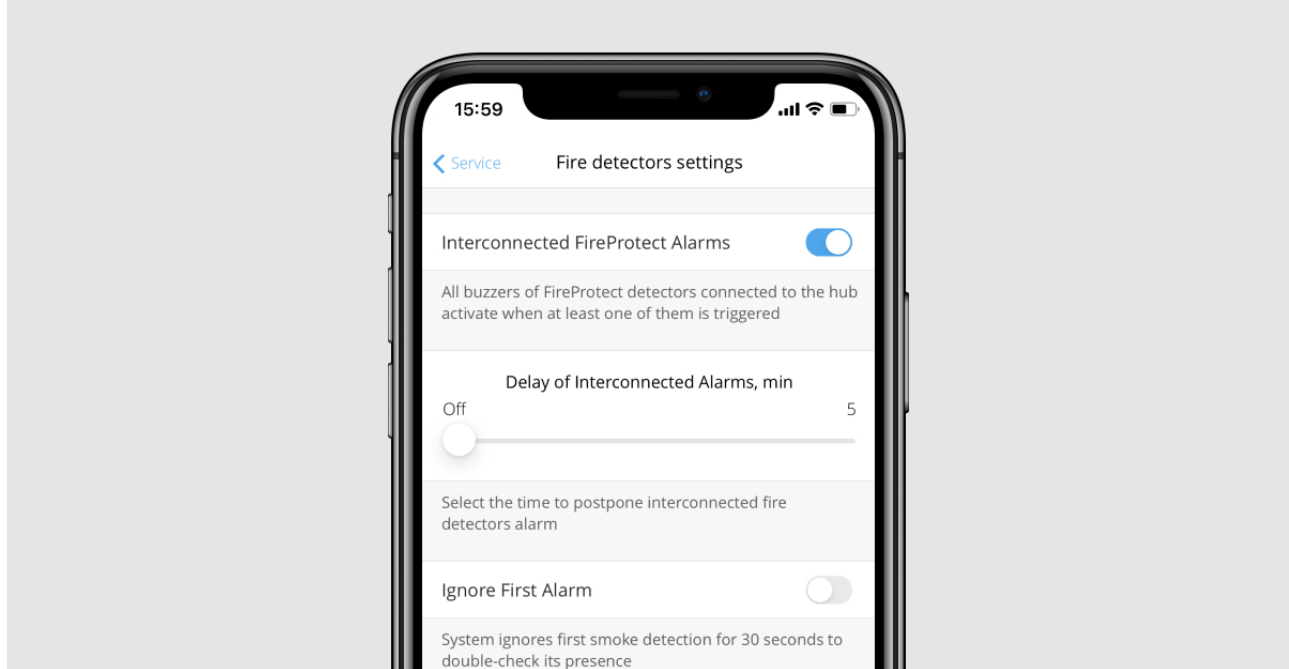 15:59
Service
Fire detectors settings
Interconnected FireProtect Alarms
All buzzers of FireProtect detectors connected to the hub
activate when at least one of them is triggered
Delay of Interconnected Alarms, min
Off 5
Select the time to postpone interconnected fire
detectors alarm
Ignore First Alarm
System ignores first smoke detection for 30 seconds to
double-check its presence